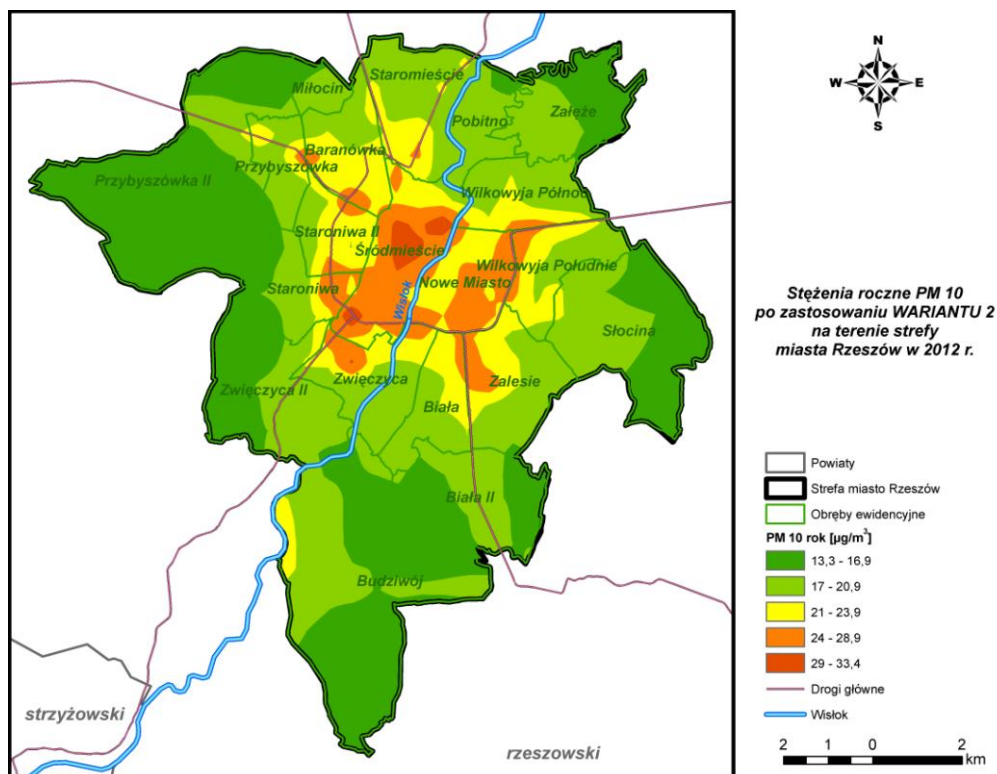 Staromieście
Miłocin
Załęże
Pobitno
Baranówka
Przybyszówka
Przybyszówka II
Wilkowyja Północ
Staroniwa II
Śródmieście
Wilkowyja Południe
Staroniwa
Nowe Miasto
Wisłok
Słocina
Zwięczyca
Zwięczyca II
Zalesie
Biała
Biała II
Budziwój
strzyżowski
rzeszowski
N
W E
S
Stężenia roczne PM 10
po zastosowaniu WARIANTU 2
na terenie strefy
miasta Rzeszów w 2012 r.
Powiaty
Strefa miasto Rzeszów
Obręby ewidencyjne
PM 10 rok [µg/m³]
13,3 - 16,9
17 - 20,9
21 - 23,9
24 - 28,9
29 - 33,4
Drogi główne
Wisłok
2 1 0 2
km